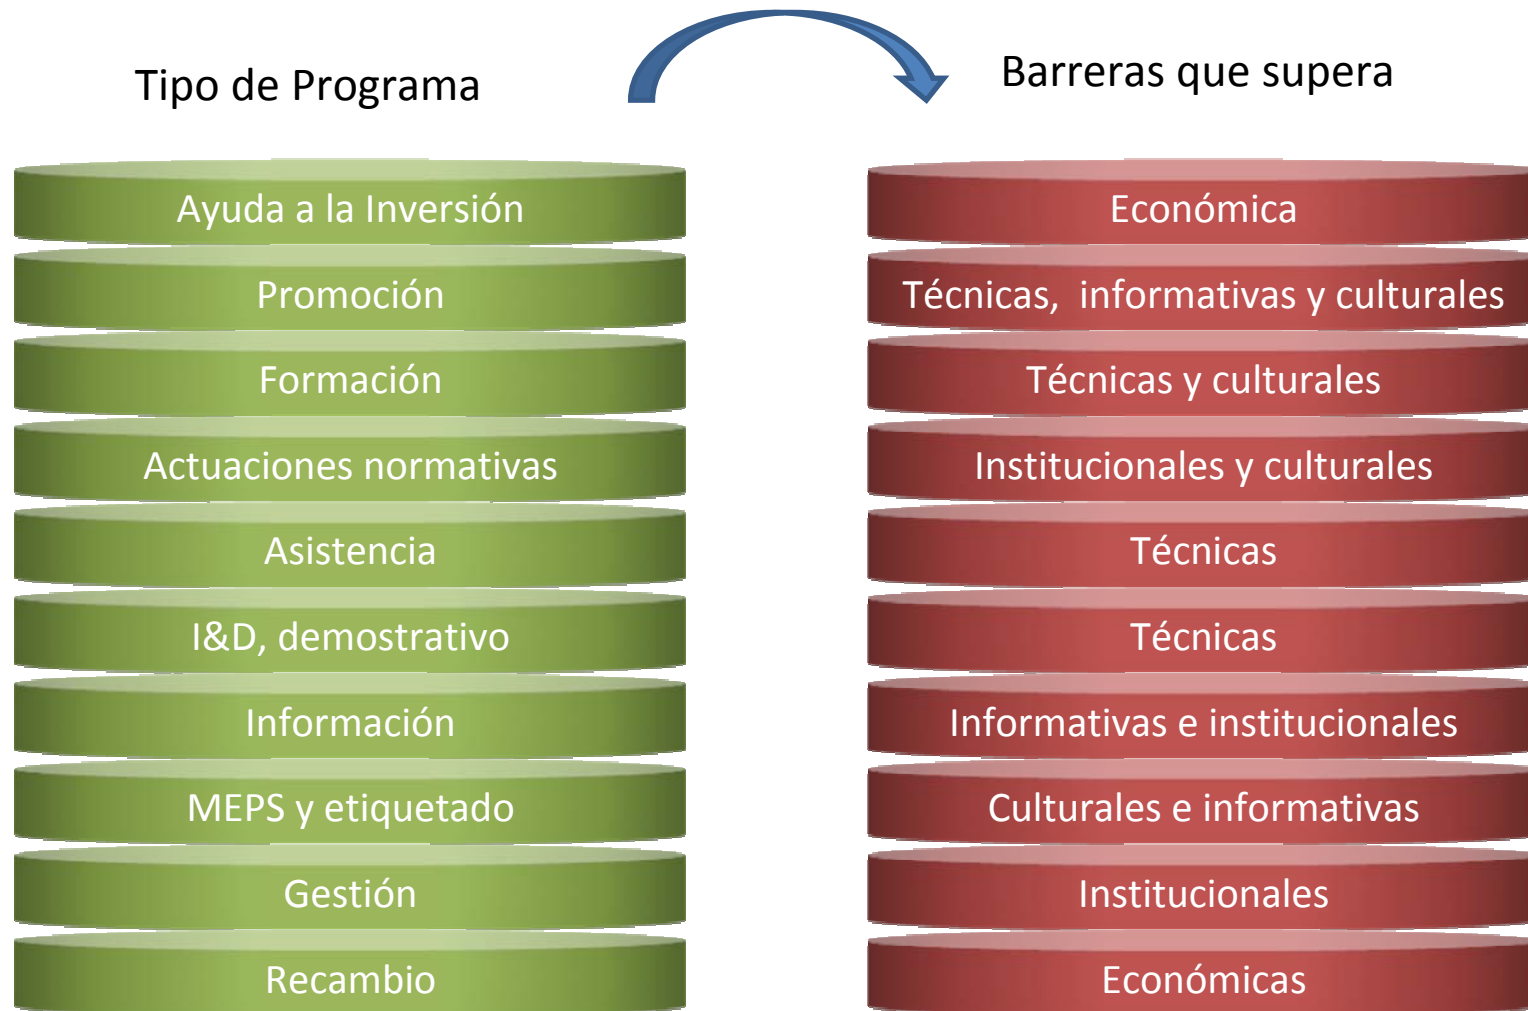 Tipo de Programa
Barreras que supera
Ayuda a la Inversión
Económica
Promoción
Técnicas, informativas y culturales
Formación
Técnicas y culturales
Actuaciones normativas
Institucionales y culturales
Asistencia
Técnicas
I&D, demostrativo
Técnicas
Información
Informativas e institucionales
MEPS y etiquetado
Culturales e informativas
Gestión
Institucionales
Recambio
Económicas